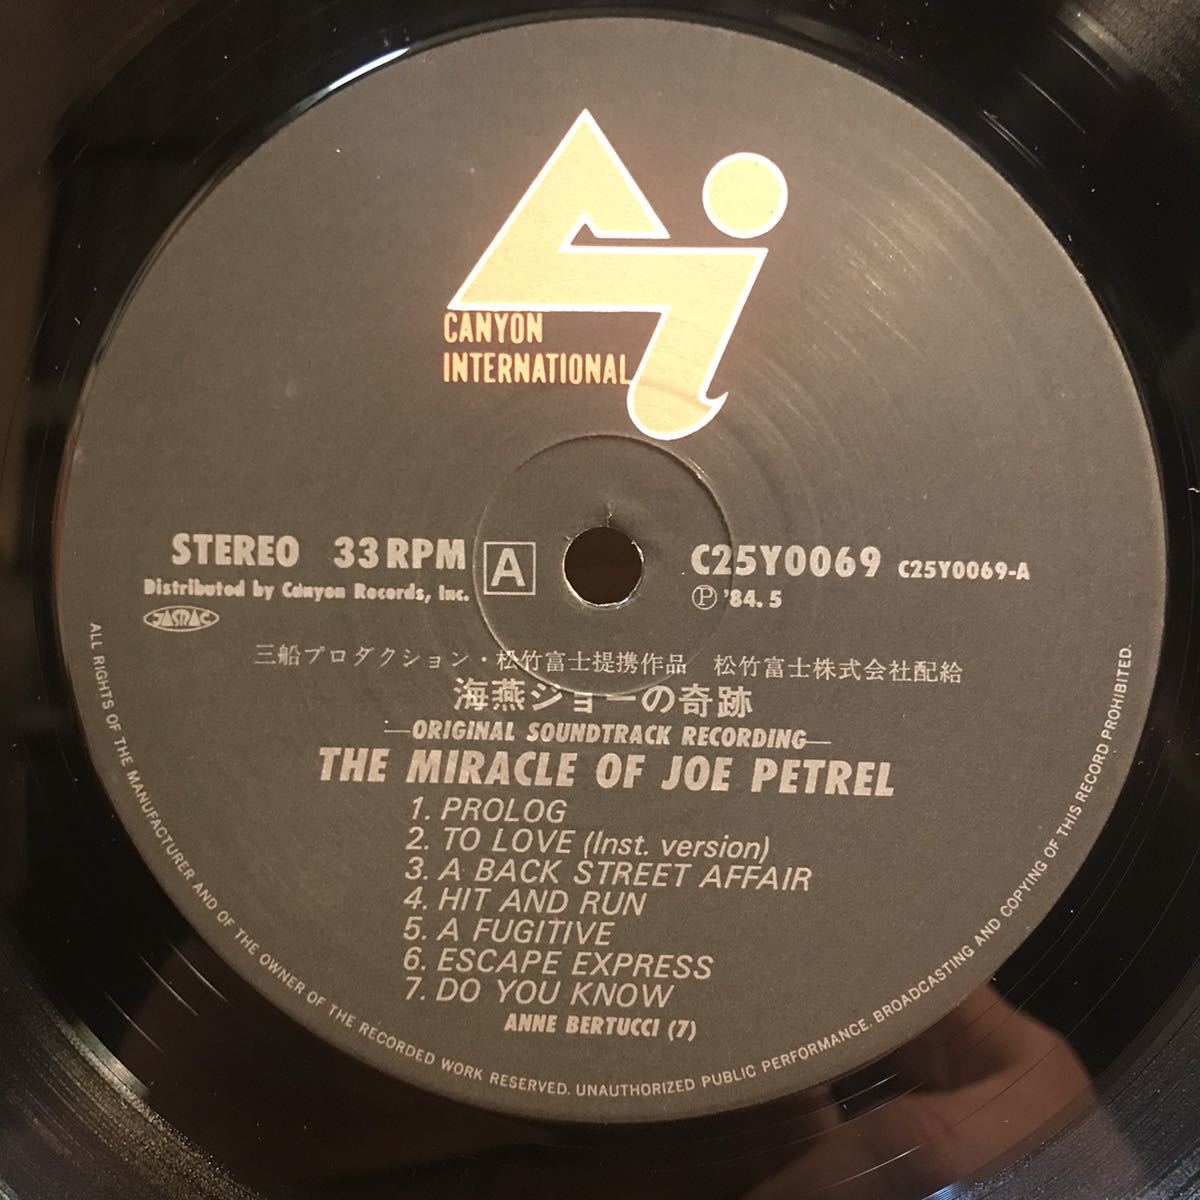 CANYON
INTERNATIONAL
STEREO 33 RPM A C25Y0069 C25Y0069-A
Distributed by Canyon Records, Inc. Ⓟ '84. 5
JASRAC
三船プロダクション・松竹富士提携作品 松竹富士株式会社配給
海燕ジョーの奇跡
—ORIGINAL SOUNDTRACK RECORDING—
THE MIRACLE OF JOE PETREL
1. PROLOG
2. TO LOVE (Inst. version)
3. A BACK STREET AFFAIR
4. HIT AND RUN
5. A FUGITIVE
6. ESCAPE EXPRESS
7. DO YOU KNOW
ANNE BERTUCCI (7)
ALL RIGHTS OF THE MANUFACTURER AND OF THE OWNER OF THE RECORDED WORK RESERVED. UNAUTHORIZED PUBLIC PERFORMANCE. BROADCASTING AND COPYING OF THIS RECORD PROHIBITED.